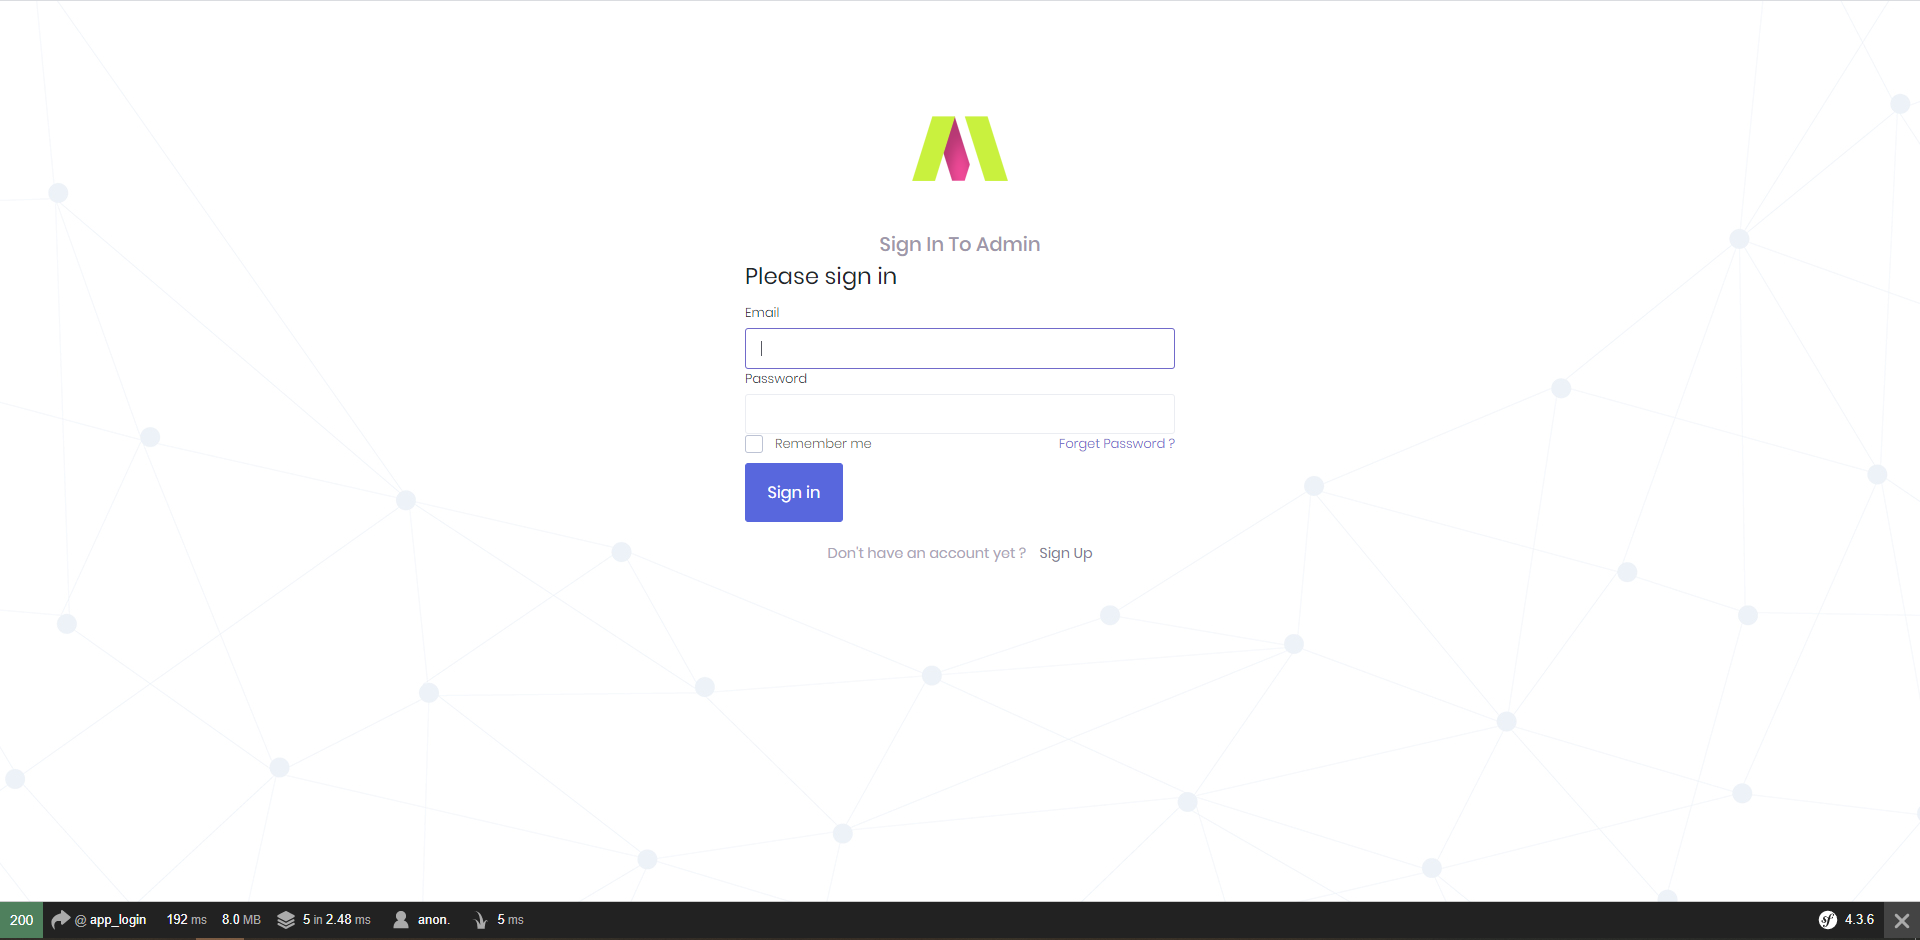 Sign In To Admin
Please sign in
Email
Password
Remember me Forget Password ?
Sign in
Don't have an account yet ? Sign Up
200 @ app_login 192 ms 8.0 MB 5 in 2.48 ms anon. 5 ms sf 4.3.6